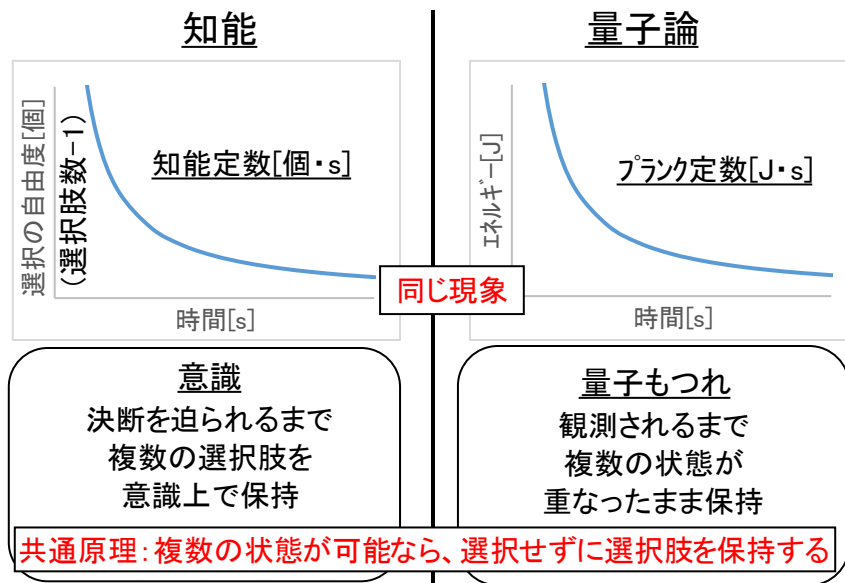 知能
選択の自由度[個]
(選択肢数-1)
知能定数[個・s]
時間[s]
量子論
エネルギー[J]
プランク定数[J・s]
時間[s]
同じ現象
意識
決断を迫られるまで
複数の選択肢を
意識上で保持
量子もつれ
観測されるまで
複数の状態が
重なったまま保持
共通原理:複数の状態が可能なら、選択せずに選択肢を保持する